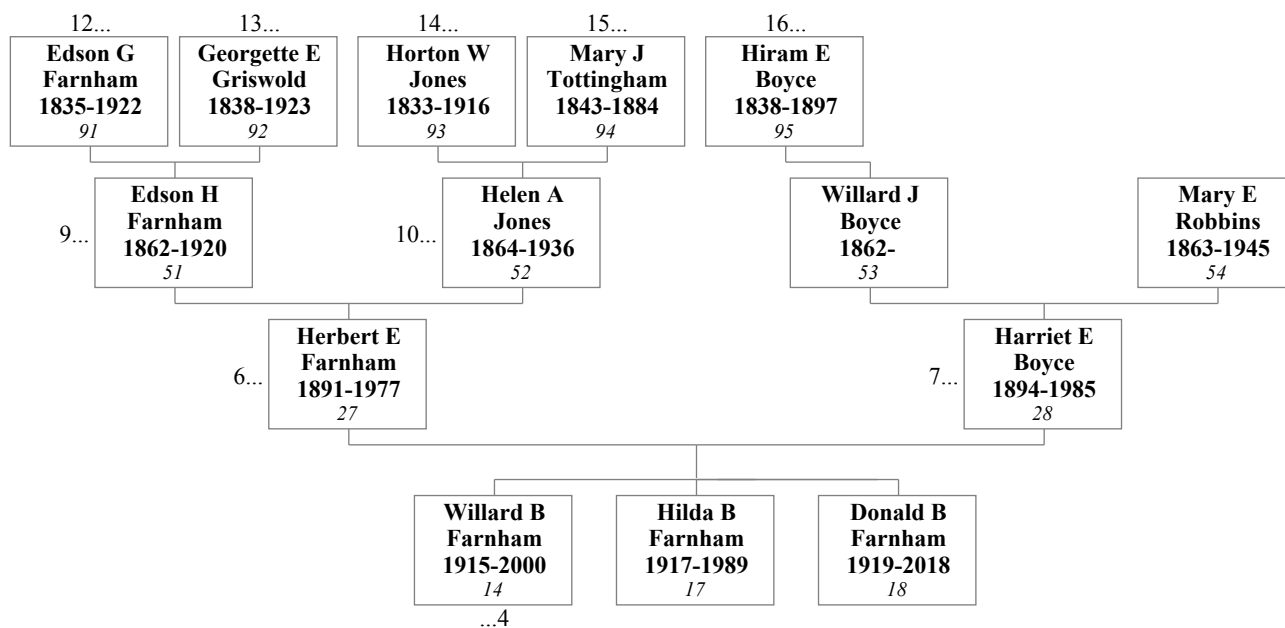 12...
13...
14...
15...
16...
Edson G
Farnham
1835-1922
91
Georgette E
Griswold
1838-1923
92
Horton W
Jones
1833-1916
93
Mary J
Tottingham
1843-1884
94
Hiram E
Boyce
1838-1897
95
9...
Edson H
Farnham
1862-1920
51
10...
Helen A
Jones
1864-1936
52
Willard J
Boyce
1862-
53
Mary E
Robbins
1863-1945
54
6...
Herbert E
Farnham
1891-1977
27
7...
Harriet E
Boyce
1894-1985
28
Willard B
Farnham
1915-2000
14
Hilda B
Farnham
1917-1989
17
Donald B
Farnham
1919-2018
18
...4